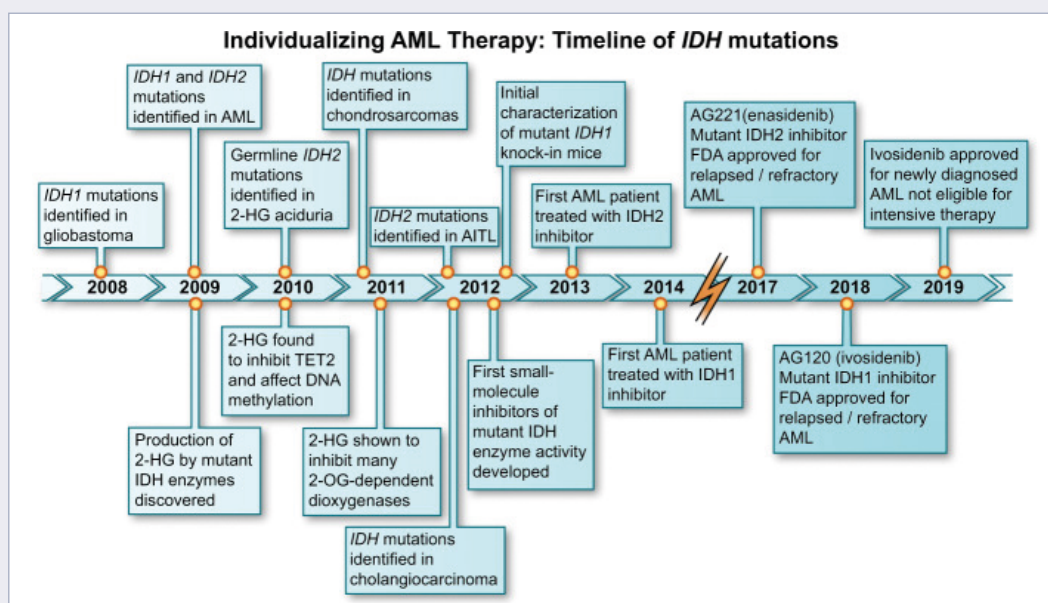 Individualizing AML Therapy: Timeline of IDH mutations
IDH1 and IDH2
mutations
identified in AML
IDH mutations
identified in
chondrosarcomas
Initial
characterization
of mutant IDH1
knock-in mice
AG221(enasidenib)
Mutant IDH2 inhibitor
FDA approved for
relapsed / refractory
AML
Ivosidenib approved
for newly diagnosed
AML not eligible for
intensive therapy
IDH1 mutations
identified in
gliobastoma
Germline IDH2
mutations
identified in
2-HG aciduria
IDH2 mutations
identified in AITL
First AML patient
treated with IDH2
inhibitor
2008
2009
2010
2011
2012
2013
2014
2017
2018
2019
Production of
2-HG by mutant
IDH enzymes
discovered
2-HG found
to inhibit TET2
and affect DNA
methylation
2-HG shown to
inhibit many
2-OG-dependent
dioxygenases
IDH mutations
identified in
cholangiocarcinoma
First small-
molecule
inhibitors of
mutant IDH
enzyme activity
developed
First AML patient
treated with IDH1
inhibitor
AG120 (ivosidenib)
Mutant IDH1 inhibitor
FDA approved for
relapsed / refractory
AML